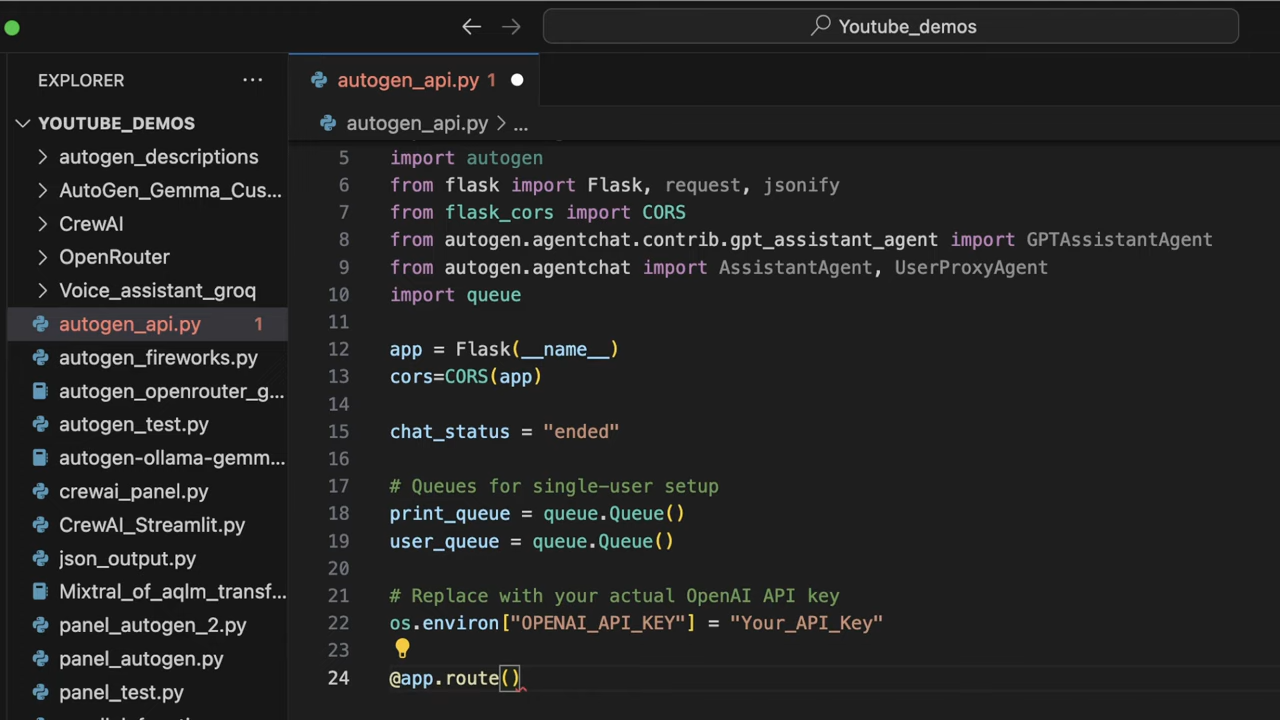 Youtube_demos
EXPLORER
autogen_api.py 1
YOUTUBE_DEMOS
autogen_api.py > ...
autogen_descriptions
AutoGen_Gemma_Cus...
CrewAI
OpenRouter
Voice_assistant_groq
autogen_api.py 1
autogen_fireworks.py
autogen_openrouter_g...
autogen_test.py
autogen-ollama-gemm...
crewai_panel.py
CrewAI_Streamlit.py
json_output.py
Mixtral_of_aqlm_transf...
panel_autogen_2.py
panel_autogen.py
panel_test.py
5 import autogen
6 from flask import Flask, request, jsonify
7 from flask_cors import CORS
8 from autogen.agentchat.contrib.gpt_assistant_agent import GPTAssistantAgent
9 from autogen.agentchat import AssistantAgent, UserProxyAgent
10 import queue
11
12 app = Flask(__name__)
13 cors=CORS(app)
14
15 chat_status = "ended"
16
17 # Queues for single-user setup
18 print_queue = queue.Queue()
19 user_queue = queue.Queue()
20
21 # Replace with your actual OpenAI API key
22 os.environ["OPENAI_API_KEY"] = "Your_API_Key"
23
24 @app.route()